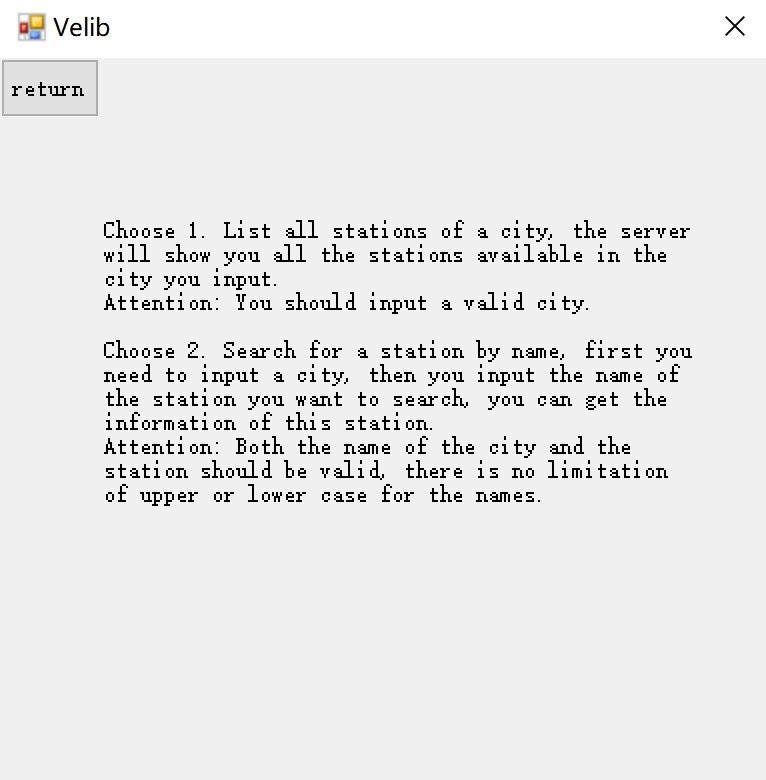 Velib
return
Choose 1. List all stations of a city, the server
will show you all the stations available in the
city you input.
Attention: You should input a valid city.
Choose 2. Search for a station by name, first you
need to input a city, then you input the name of
the station you want to search, you can get the
information of this station.
Attention: Both the name of the city and the
station should be valid, there is no limitation
of upper or lower case for the names.